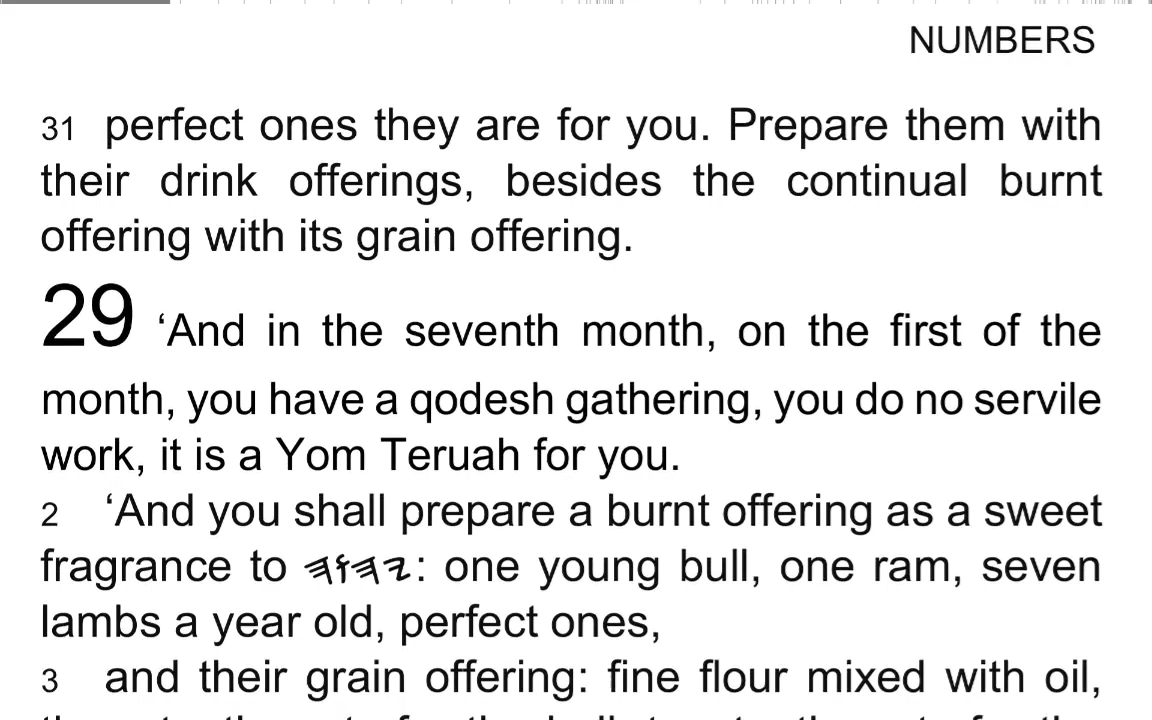 NUMBERS
31 perfect ones they are for you. Prepare them with
their drink offerings, besides the continual burnt
offering with its grain offering.
29 ‘And in the seventh month, on the first of the
month, you have a qodesh gathering, you do no servile
work, it is a Yom Teruah for you.
2 ‘And you shall prepare a burnt offering as a sweet
fragrance to 𐤉𐤄𐤅𐤄: one young bull, one ram, seven
lambs a year old, perfect ones,
3 and their grain offering: fine flour mixed with oil,